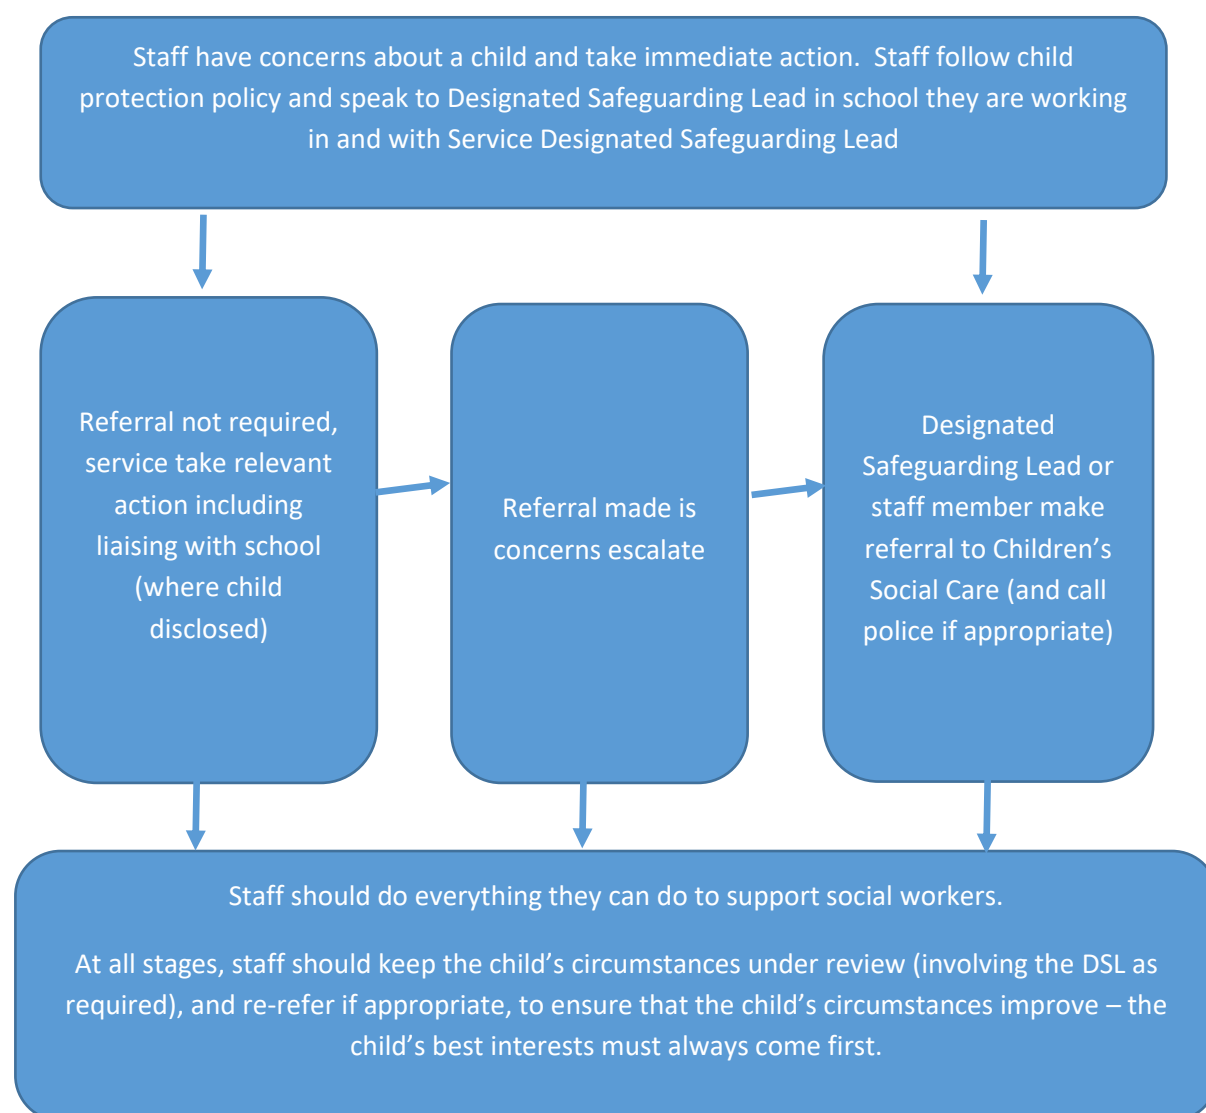 Staff have concerns about a child and take immediate action.  Staff follow child
protection policy and speak to Designated Safeguarding Lead in school they are working
in and with Service Designated Safeguarding Lead
Referral not required,
service take relevant
action including
liaising with school
(where child
disclosed)
Referral made is
concerns escalate
Designated
Safeguarding Lead or
staff member make
referral to Children’s
Social Care (and call
police if appropriate)
Staff should do everything they can do to support social workers.
At all stages, staff should keep the child’s circumstances under review (involving the DSL as
required), and re-refer if appropriate, to ensure that the child’s circumstances improve – the
child’s best interests must always come first.